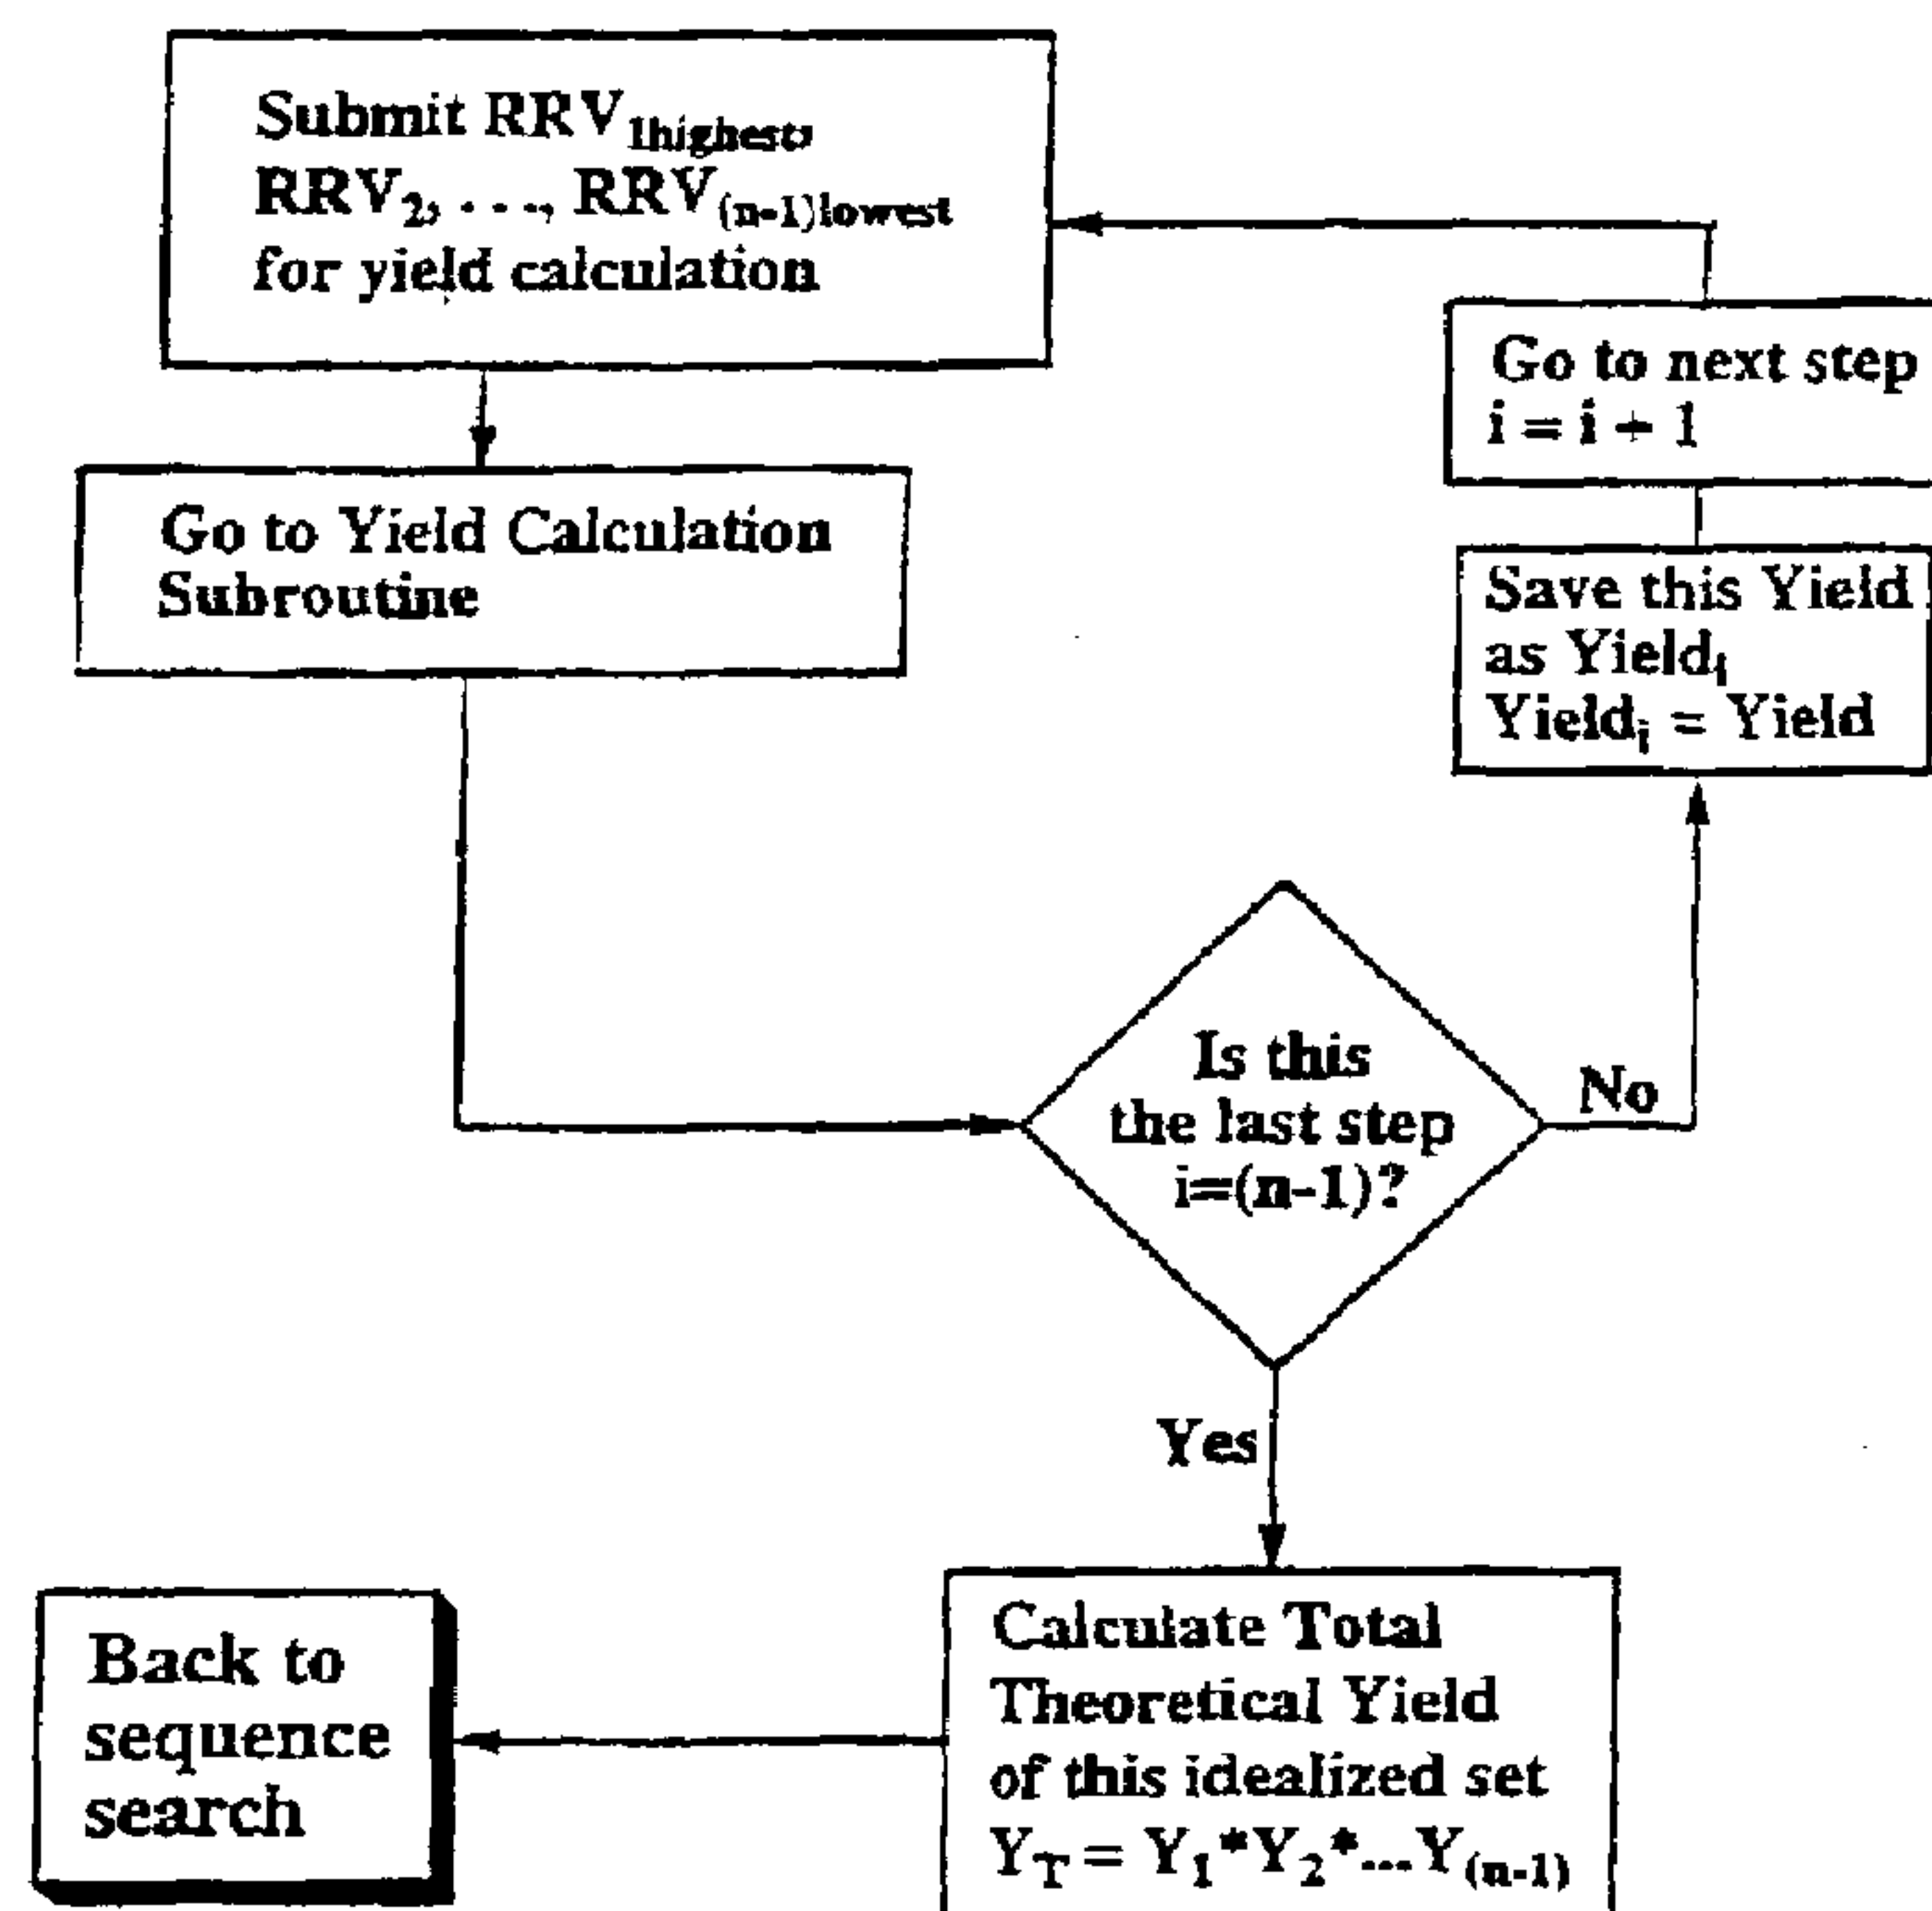 Submit RRV1highest,
RRV2, . . ., RRV(n-1)lowest
for yield calculation
Go to next step
i = i + 1
Go to Yield Calculation
Subroutine
Save this Yield
as Yieldi
Yieldi = Yield
Is this
the last step
i=(n-1)?
No
Yes
Calculate Total
Theoretical Yield
of this idealized set
YT = Y1*Y2*...Y(n-1)
Back to
sequence
search